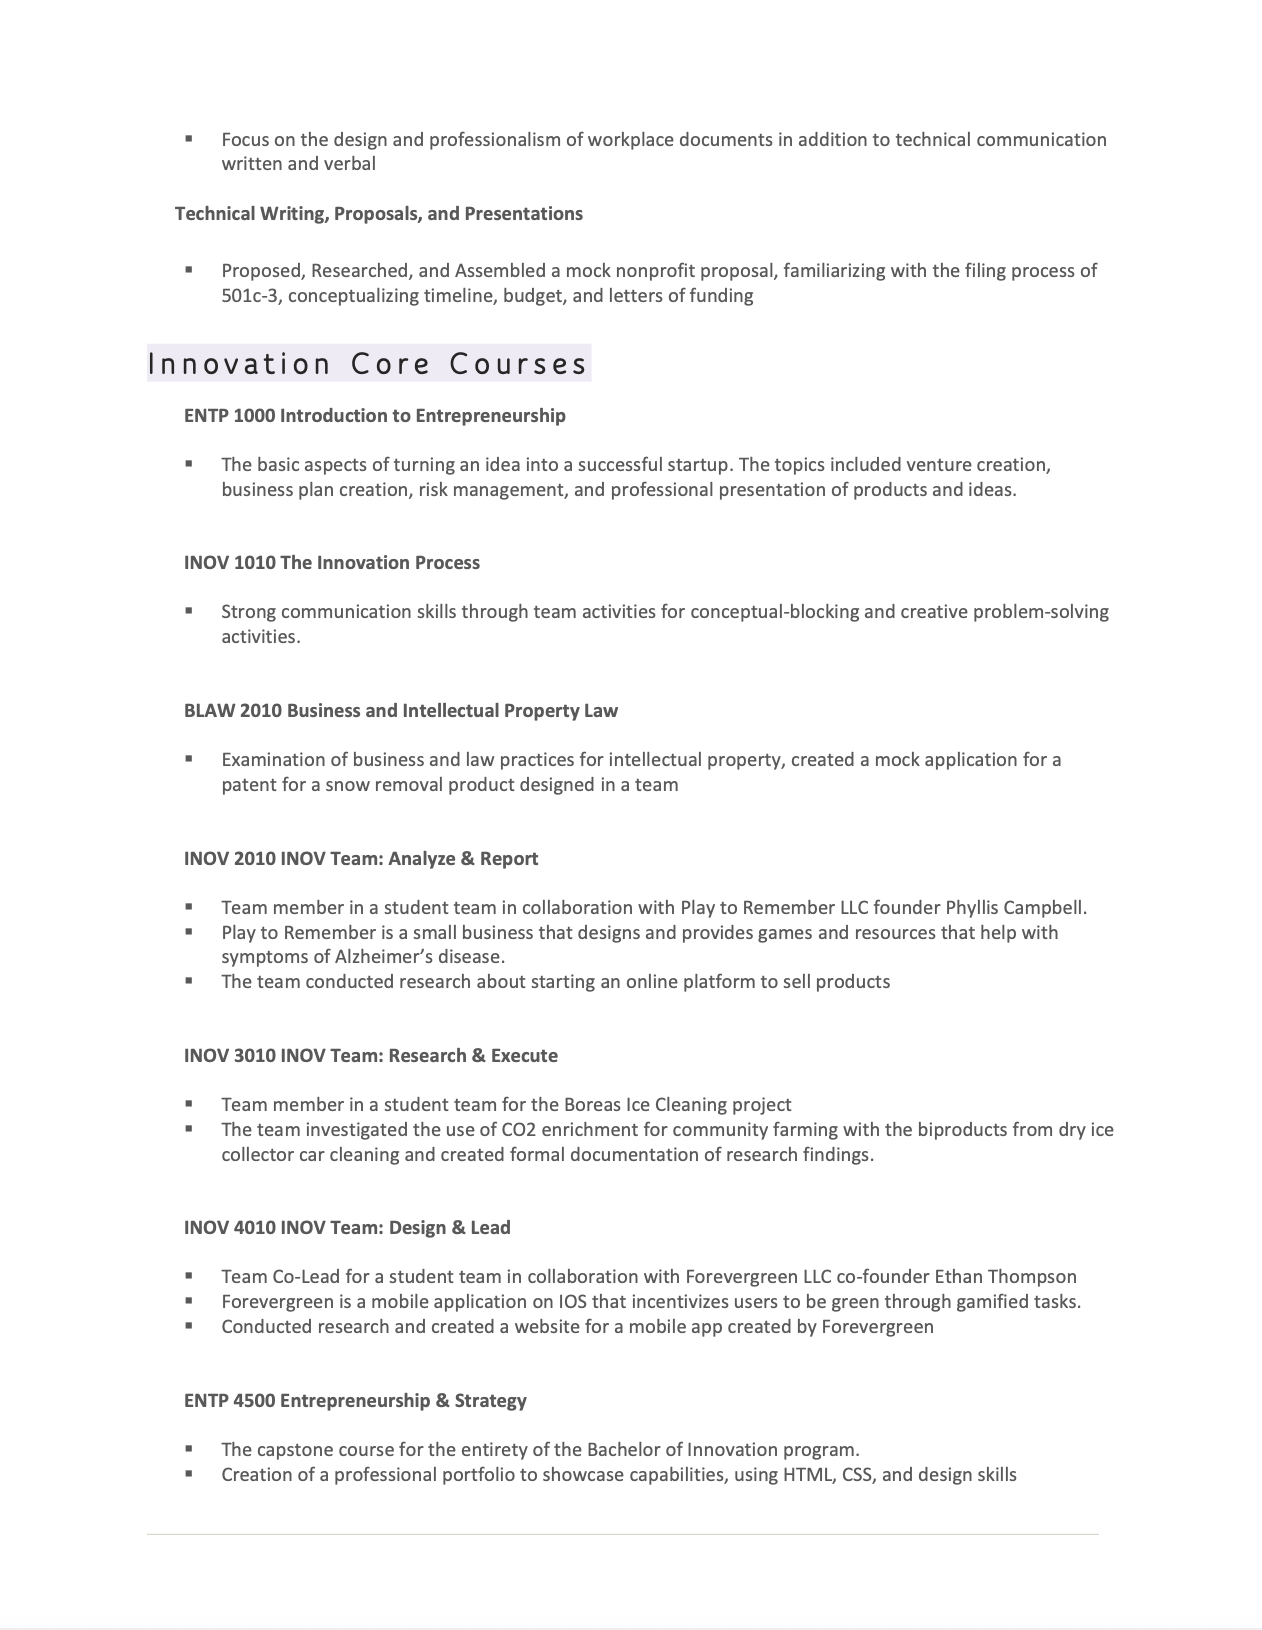 ▪ Focus on the design and professionalism of workplace documents in addition to technical communication
written and verbal
Technical Writing, Proposals, and Presentations
▪ Proposed, Researched, and Assembled a mock nonprofit proposal, familiarizing with the filing process of
501c-3, conceptualizing timeline, budget, and letters of funding
Innovation Core Courses
ENTP 1000 Introduction to Entrepreneurship
▪ The basic aspects of turning an idea into a successful startup. The topics included venture creation,
business plan creation, risk management, and professional presentation of products and ideas.
INOV 1010 The Innovation Process
▪ Strong communication skills through team activities for conceptual-blocking and creative problem-solving
activities.
BLAW 2010 Business and Intellectual Property Law
▪ Examination of business and law practices for intellectual property, created a mock application for a
patent for a snow removal product designed in a team
INOV 2010 INOV Team: Analyze & Report
▪ Team member in a student team in collaboration with Play to Remember LLC founder Phyllis Campbell.
▪ Play to Remember is a small business that designs and provides games and resources that help with
symptoms of Alzheimer’s disease.
▪ The team conducted research about starting an online platform to sell products
INOV 3010 INOV Team: Research & Execute
▪ Team member in a student team for the Boreas Ice Cleaning project
▪ The team investigated the use of CO2 enrichment for community farming with the biproducts from dry ice
collector car cleaning and created formal documentation of research findings.
INOV 4010 INOV Team: Design & Lead
▪ Team Co-Lead for a student team in collaboration with Forevergreen LLC co-founder Ethan Thompson
▪ Forevergreen is a mobile application on IOS that incentivizes users to be green through gamified tasks.
▪ Conducted research and created a website for a mobile app created by Forevergreen
ENTP 4500 Entrepreneurship & Strategy
▪ The capstone course for the entirety of the Bachelor of Innovation program.
▪ Creation of a professional portfolio to showcase capabilities, using HTML, CSS, and design skills